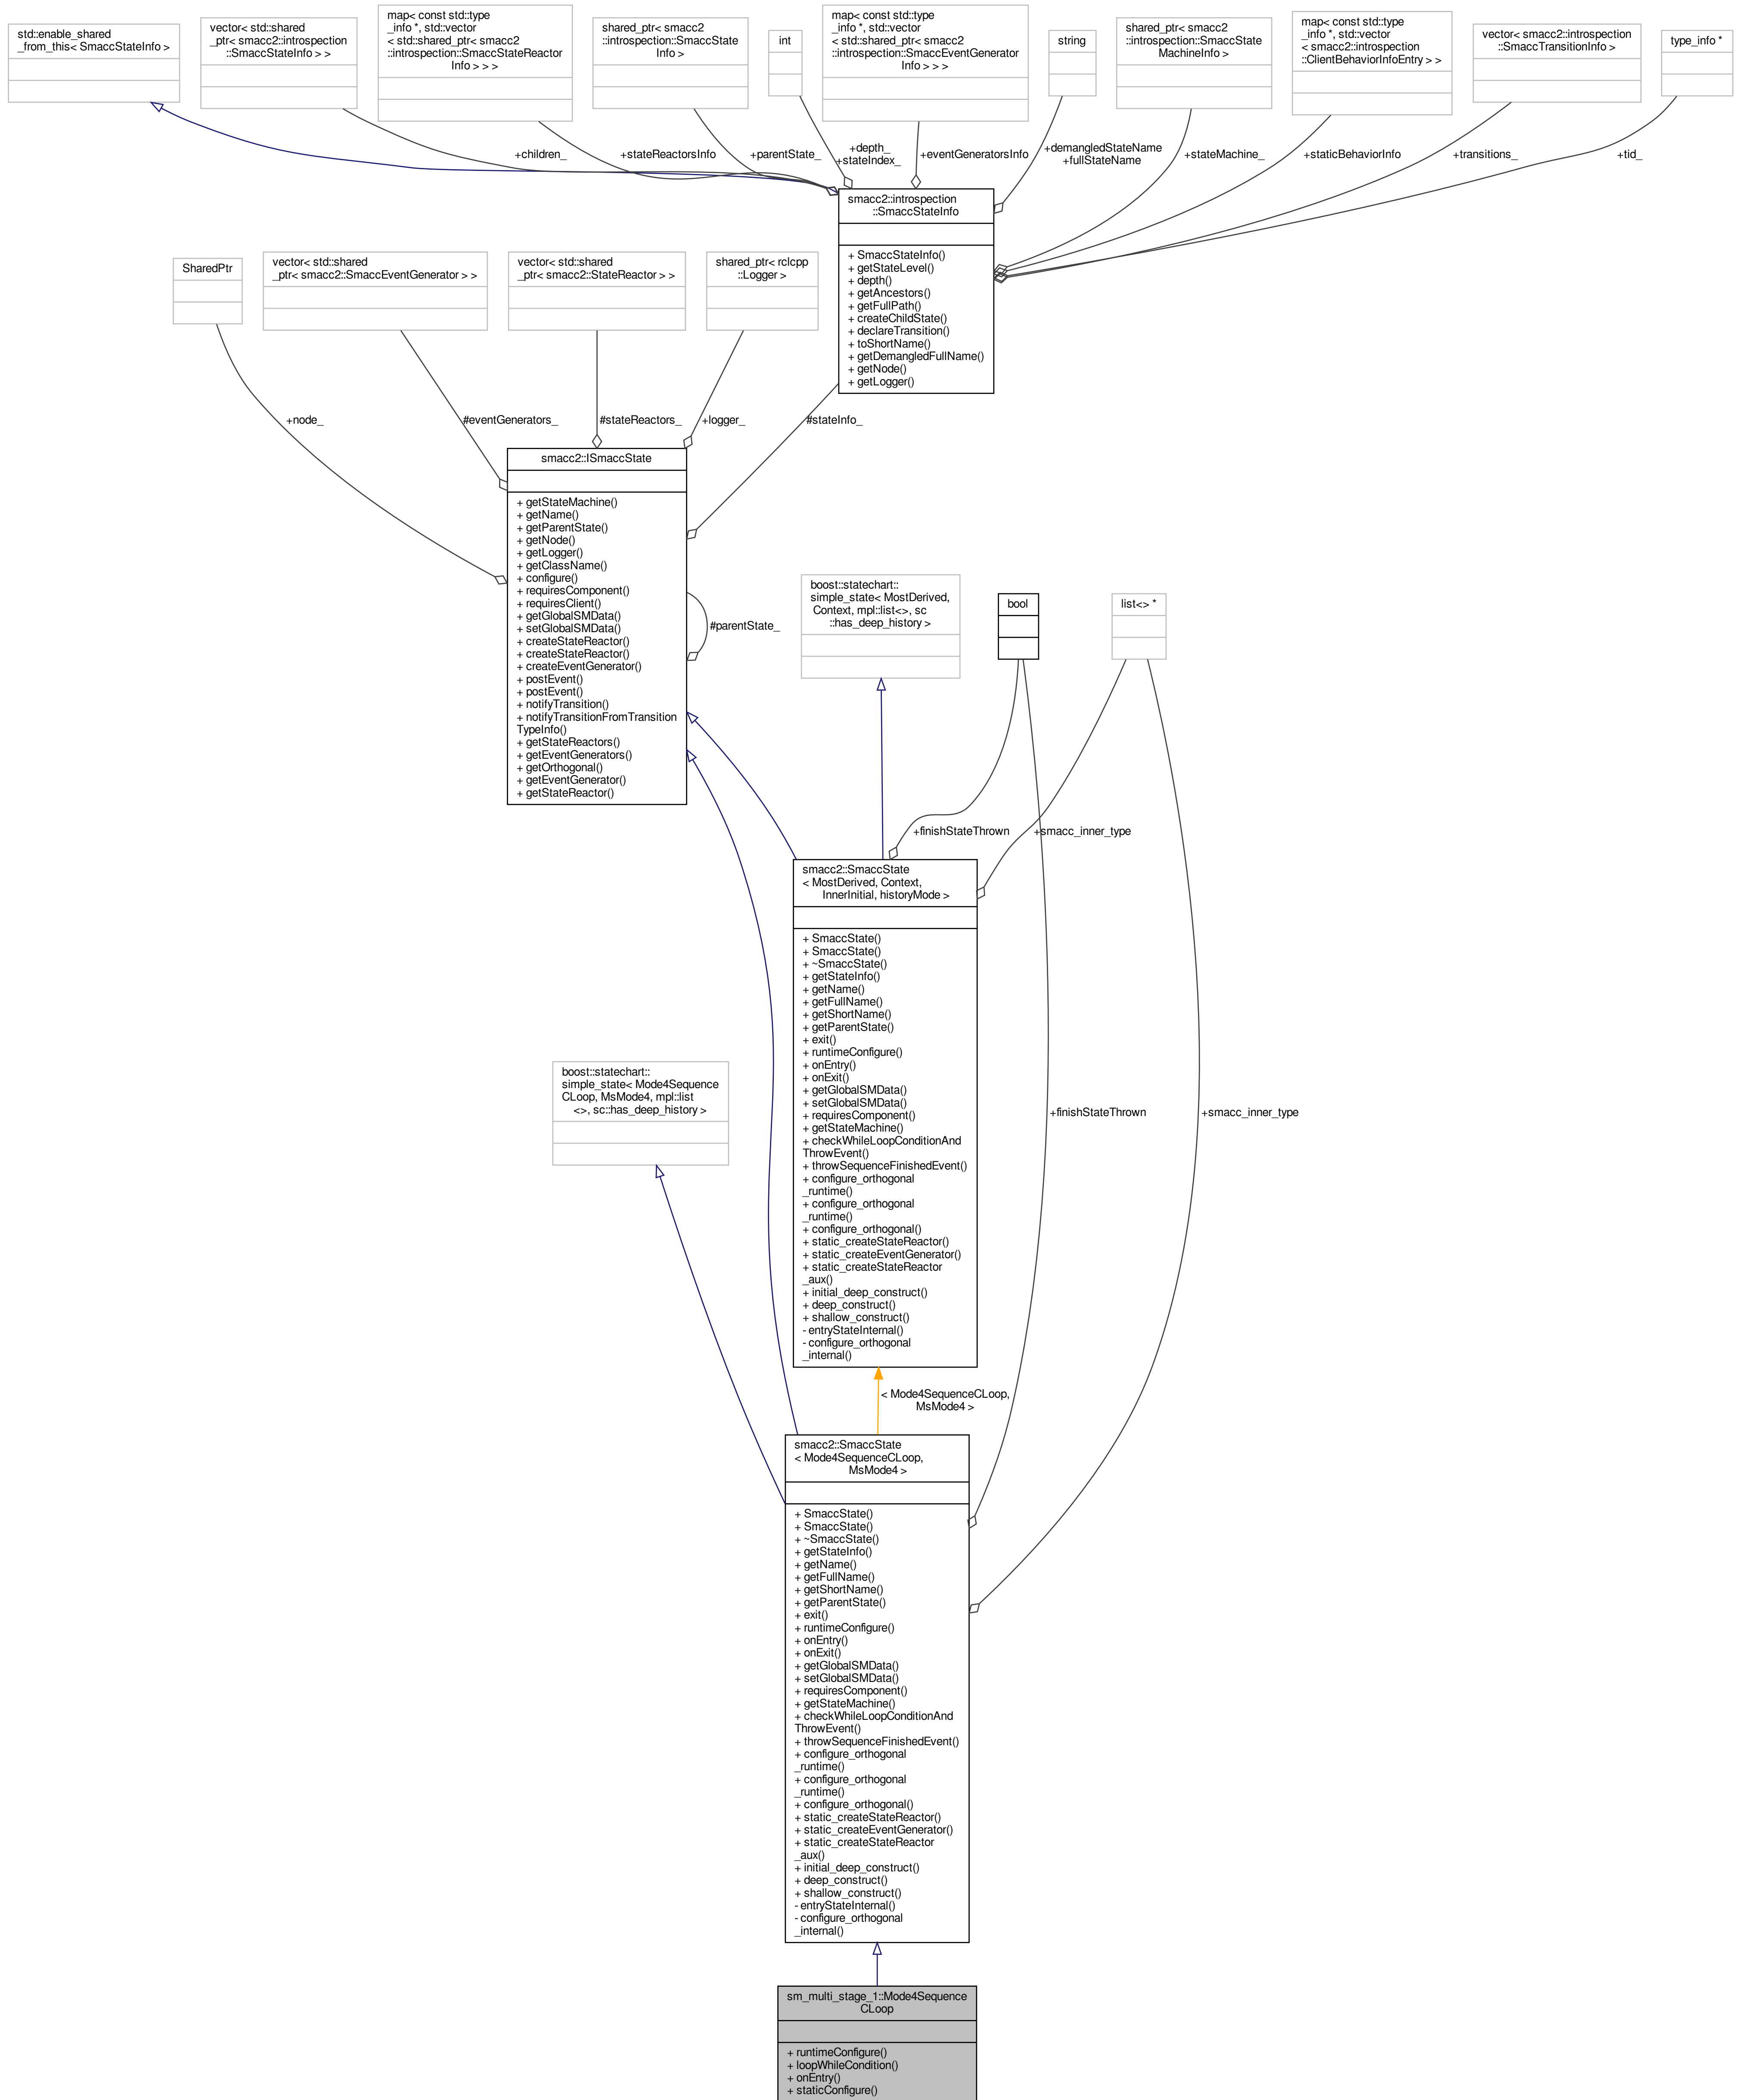 std::enable_shared
_from_this< SmaccStateInfo >
vector< std::shared
_ptr< smacc2::introspection
::SmaccStateInfo > >
map< const std::type
_info *, std::vector
< std::shared_ptr< smacc2
::introspection::SmaccStateReactor
Info > > >
shared_ptr< smacc2
::introspection::SmaccState
Info >
int
map< const std::type
_info *, std::vector
< std::shared_ptr< smacc2
::introspection::SmaccEventGenerator
Info > > >
string
shared_ptr< smacc2
::introspection::SmaccState
MachineInfo >
map< const std::type
_info *, std::vector
< smacc2::introspection
::ClientBehaviorInfoEntry > >
vector< smacc2::introspection
::SmaccTransitionInfo >
type_info *
+children_
+stateReactorsInfo
+parentState_
+depth_
+stateIndex_
+eventGeneratorsInfo
+demangledStateName
+fullStateName
+stateMachine_
+staticBehaviorInfo
+transitions_
+tid_
smacc2::introspection
::SmaccStateInfo
+ SmaccStateInfo()
+ getStateLevel()
+ depth()
+ getAncestors()
+ getFullPath()
+ createChildState()
+ declareTransition()
+ toShortName()
+ getDemangledFullName()
+ getNode()
+ getLogger()
SharedPtr
vector< std::shared
_ptr< smacc2::SmaccEventGenerator > >
vector< std::shared
_ptr< smacc2::StateReactor > >
shared_ptr< rclcpp
::Logger >
+node_
#eventGenerators_
#stateReactors_
+logger_
#stateInfo_
smacc2::ISmaccState
+ getStateMachine()
+ getName()
+ getParentState()
+ getNode()
+ getLogger()
+ getClassName()
+ configure()
+ requiresComponent()
+ requiresClient()
+ getGlobalSMData()
+ setGlobalSMData()
+ createStateReactor()
+ createStateReactor()
+ createEventGenerator()
+ postEvent()
+ postEvent()
+ notifyTransition()
+ notifyTransitionFromTransition
TypeInfo()
+ getStateReactors()
+ getEventGenerators()
+ getOrthogonal()
+ getEventGenerator()
+ getStateReactor()
#parentState_
boost::statechart::
simple_state< MostDerived,
Context, mpl::list<>, sc
::has_deep_history >
bool
list<> *
+finishStateThrown
+smacc_inner_type
smacc2::SmaccState
< MostDerived, Context,
InnerInitial, historyMode >
+ SmaccState()
+ SmaccState()
+ ~SmaccState()
+ getStateInfo()
+ getName()
+ getFullName()
+ getShortName()
+ getParentState()
+ exit()
+ runtimeConfigure()
+ onEntry()
+ onExit()
+ getGlobalSMData()
+ setGlobalSMData()
+ requiresComponent()
+ getStateMachine()
+ checkWhileLoopConditionAnd
ThrowEvent()
+ throwSequenceFinishedEvent()
+ configure_orthogonal
_runtime()
+ configure_orthogonal
_runtime()
+ configure_orthogonal()
+ static_createStateReactor()
+ static_createEventGenerator()
+ static_createStateReactor
_aux()
+ initial_deep_construct()
+ deep_construct()
+ shallow_construct()
- entryStateInternal()
- configure_orthogonal
_internal()
boost::statechart::
simple_state< Mode4Sequence
CLoop, MsMode4, mpl::list
<>, sc::has_deep_history >
+finishStateThrown
+smacc_inner_type
< Mode4SequenceCLoop,
MsMode4 >
smacc2::SmaccState
< Mode4SequenceCLoop,
MsMode4 >
+ SmaccState()
+ SmaccState()
+ ~SmaccState()
+ getStateInfo()
+ getName()
+ getFullName()
+ getShortName()
+ getParentState()
+ exit()
+ runtimeConfigure()
+ onEntry()
+ onExit()
+ getGlobalSMData()
+ setGlobalSMData()
+ requiresComponent()
+ getStateMachine()
+ checkWhileLoopConditionAnd
ThrowEvent()
+ throwSequenceFinishedEvent()
+ configure_orthogonal
_runtime()
+ configure_orthogonal
_runtime()
+ configure_orthogonal()
+ static_createStateReactor()
+ static_createEventGenerator()
+ static_createStateReactor
_aux()
+ initial_deep_construct()
+ deep_construct()
+ shallow_construct()
- entryStateInternal()
- configure_orthogonal
_internal()
sm_multi_stage_1::Mode4Sequence
CLoop
+ runtimeConfigure()
+ loopWhileCondition()
+ onEntry()
+ staticConfigure()